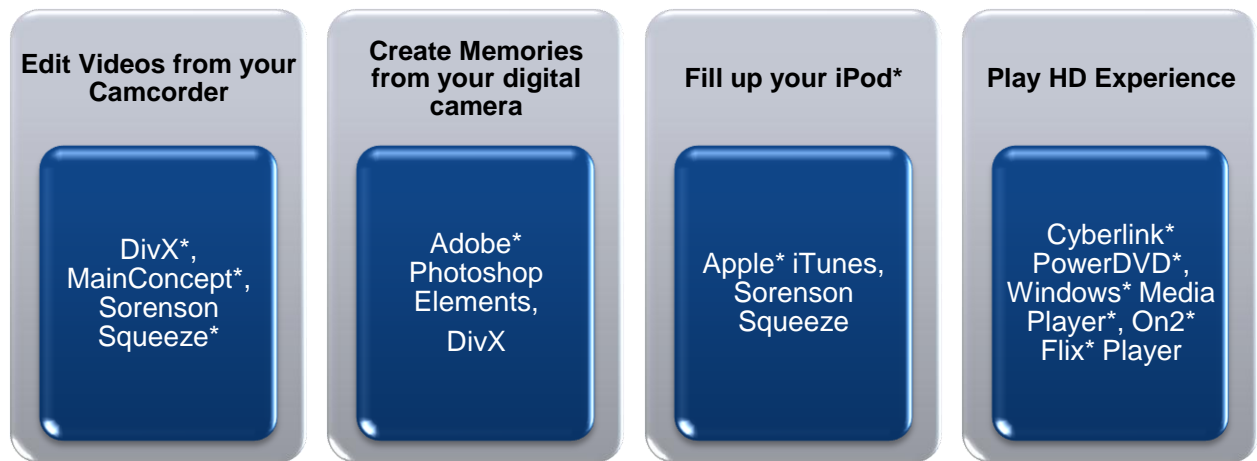 Edit Videos from your
Camcorder
DivX*,
MainConcept*,
Sorenson
Squeeze*
Create Memories
from your digital
camera
Adobe*
Photoshop
Elements,
DivX
Fill up your iPod*
Apple* iTunes,
Sorenson
Squeeze
Play HD Experience
Cyberlink*
PowerDVD*,
Windows* Media
Player*, On2*
Flix* Player